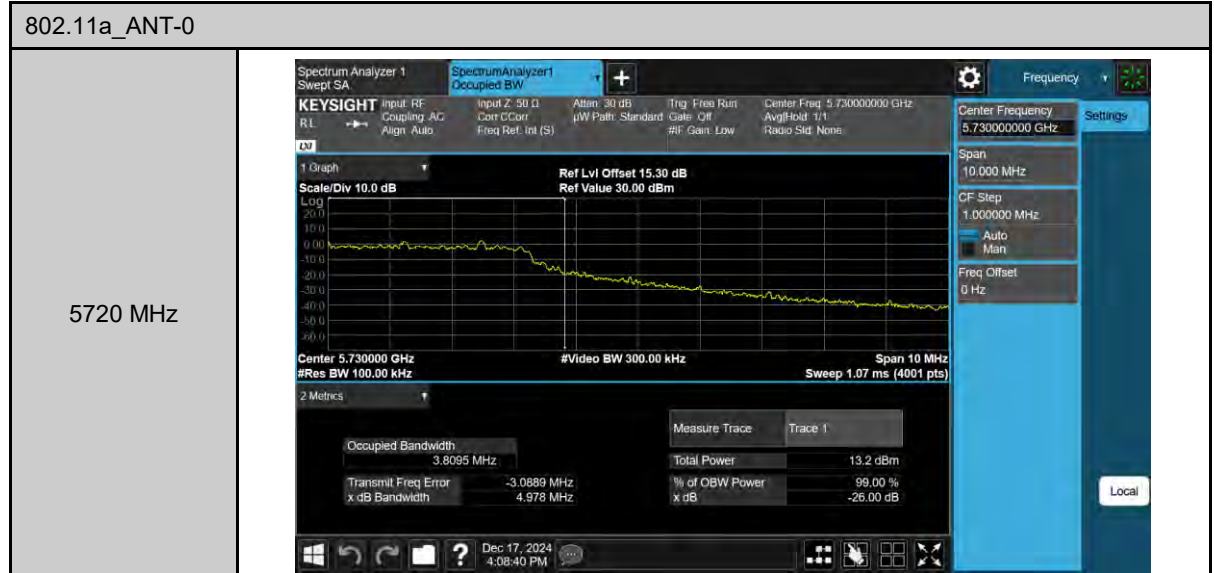 802.11a_ANT-0
5720 MHz
Spectrum Analyzer 1
Swept SA
SpectrumAnalyzer1
Occupied BW
+
Frequency
KEYSIGHT
RL
Input: RF
Coupling: AC
Align: Auto
Input Z: 50 Ω
Corr CCorr
Freq Ref: Int (S)
Atten: 30 dB
µW Path: Standard
Trig: Free Run
Gate: Off
#IF Gain: Low
Center Freq: 5.730000000 GHz
Avg|Hold: 1/1
Radio Std: None
LXI
1 Graph
Scale/Div 10.0 dB
Ref Lvl Offset 15.30 dB
Ref Value 30.00 dBm
Log
20.0
10.0
0.00
-10.0
-20.0
-30.0
-40.0
-50.0
-60.0
Center 5.730000 GHz
#Res BW 100.00 kHz
#Video BW 300.00 kHz
Span 10 MHz
Sweep 1.07 ms (4001 pts)
2 Metrics
Occupied Bandwidth
3.8095 MHz
Transmit Freq Error -3.0889 MHz
x dB Bandwidth 4.978 MHz
Measure Trace Trace 1
Total Power 13.2 dBm
% of OBW Power 99.00 %
x dB -26.00 dB
Center Frequency
5.730000000 GHz
Settings
Span
10.000 MHz
CF Step
1.000000 MHz
Auto
Man
Freq Offset
0 Hz
Local
?
Dec 17, 2024
4:08:40 PM